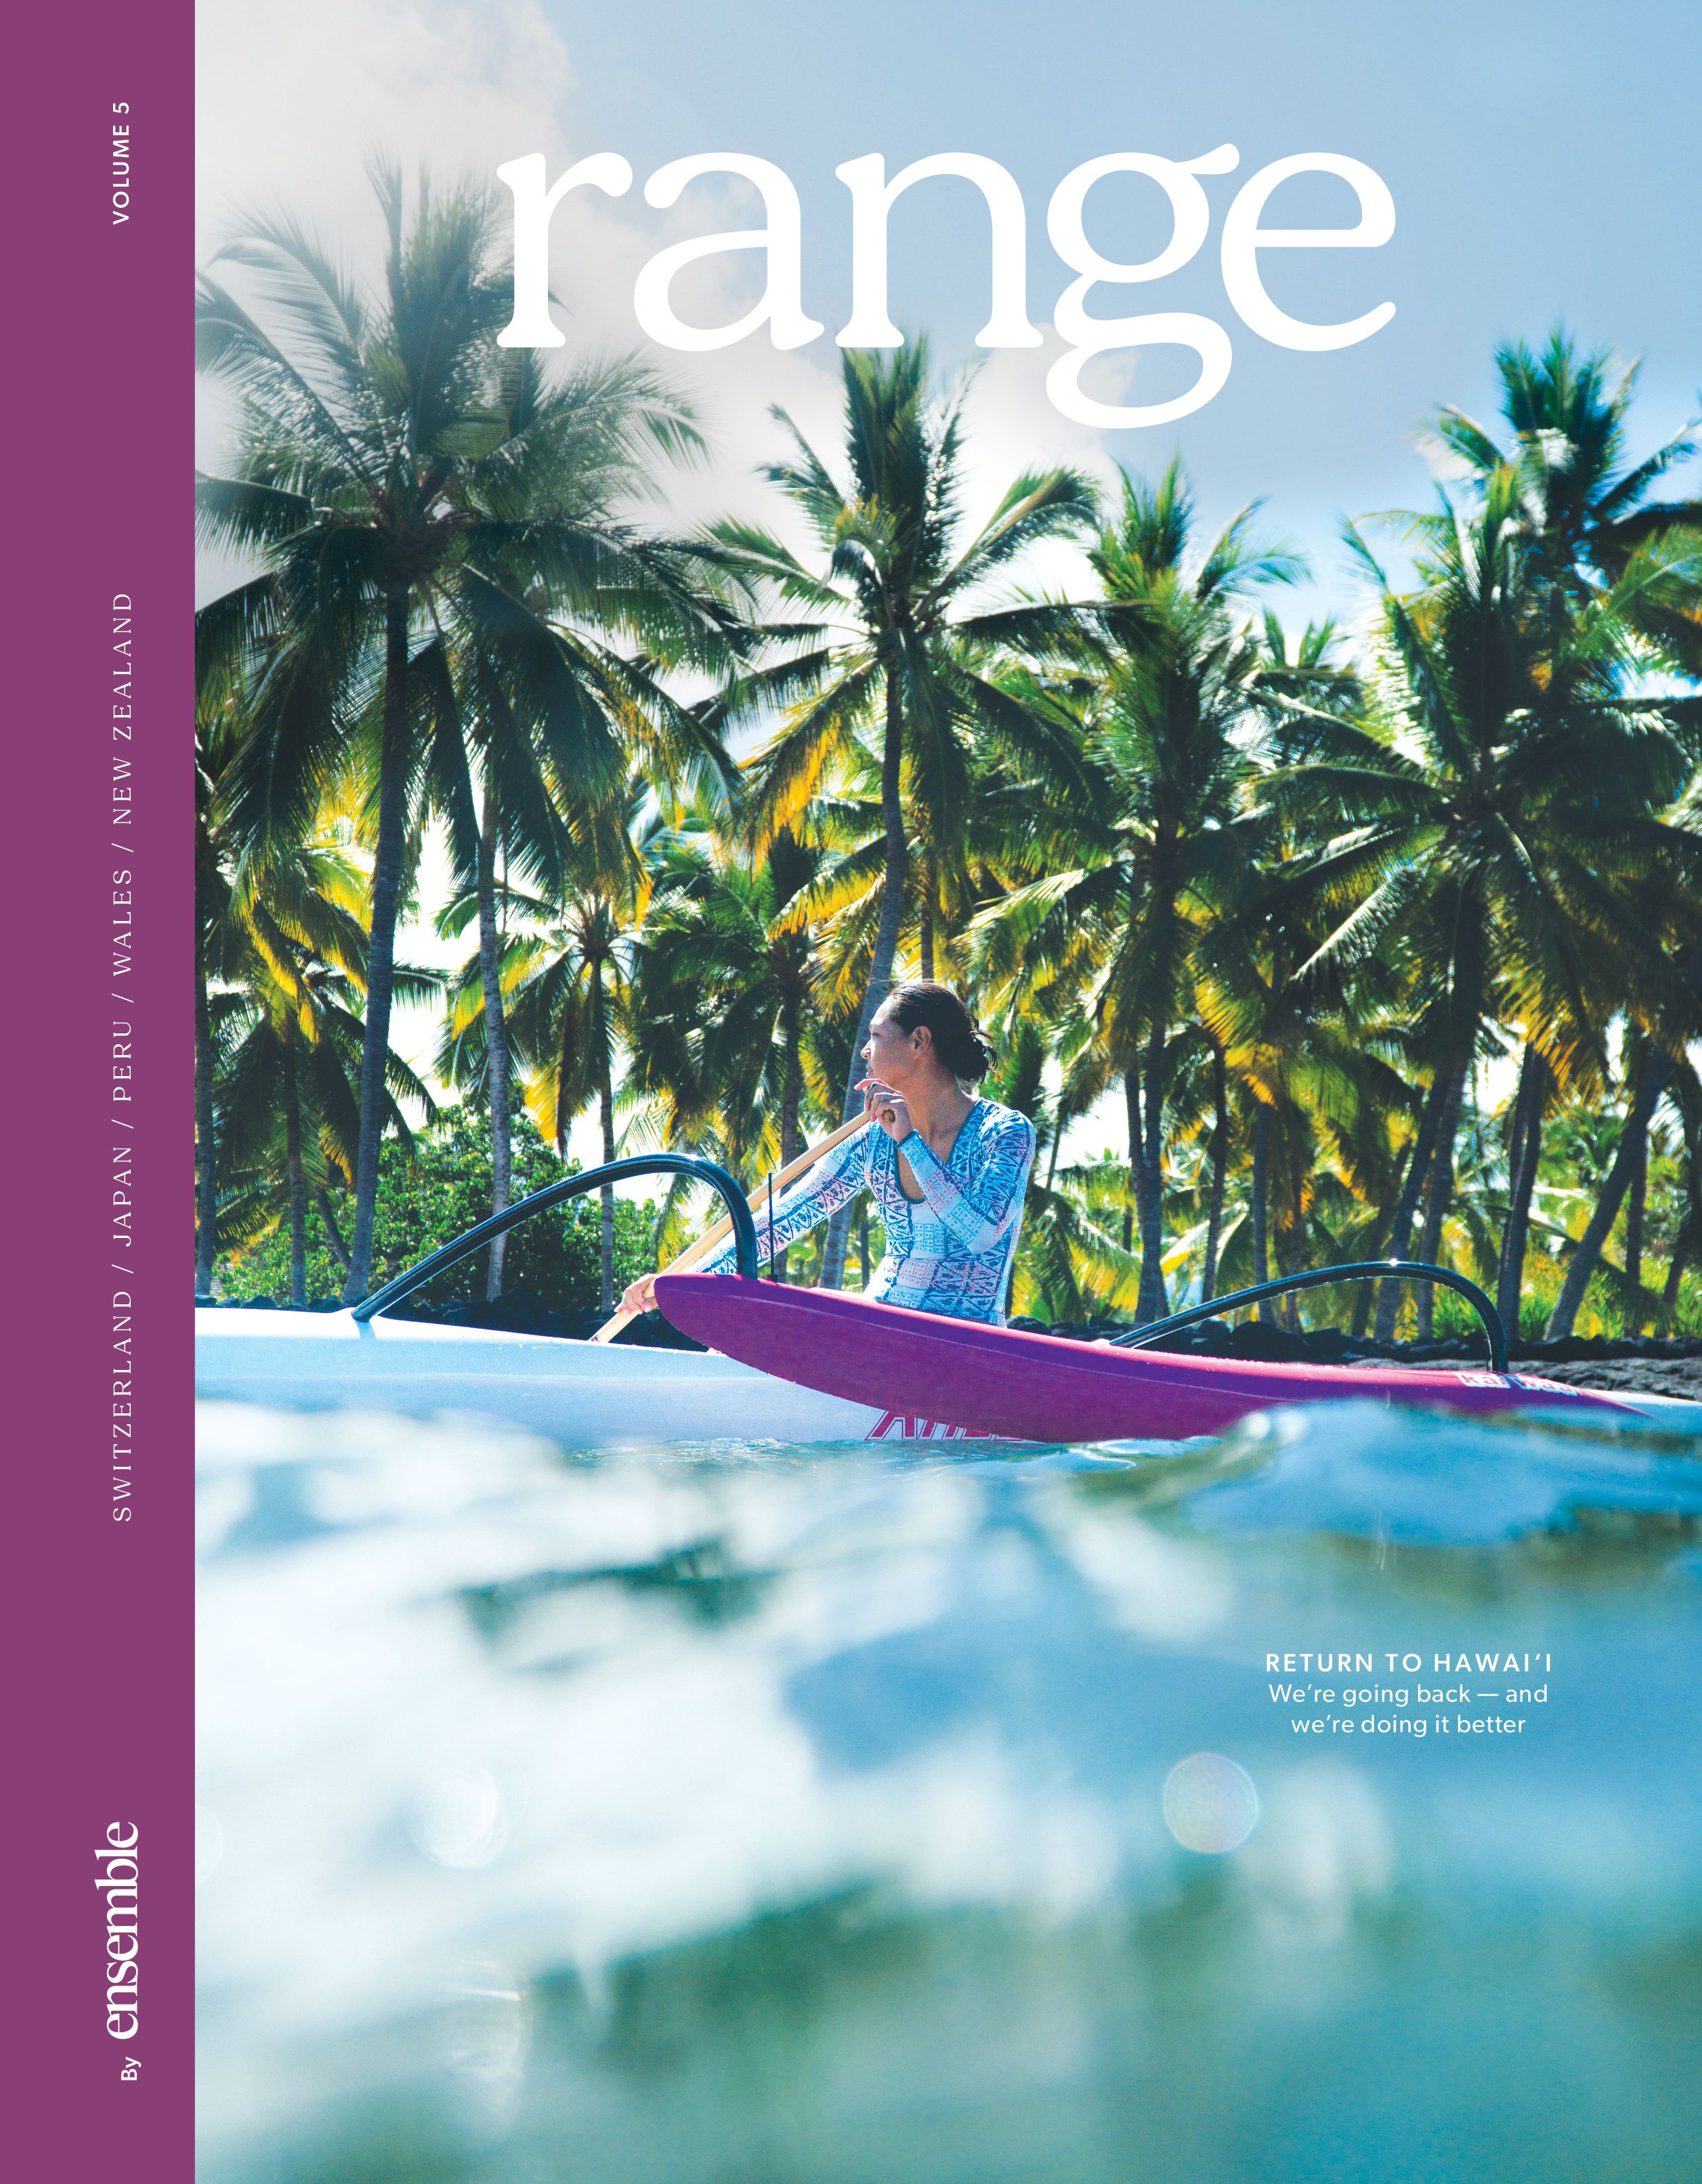 VOLUME 5
SWITZERLAND / JAPAN / PERU / WALES / NEW ZEALAND
By ensemble
range
RETURN TO HAWAIʻI
We’re going back — and
we’re doing it better